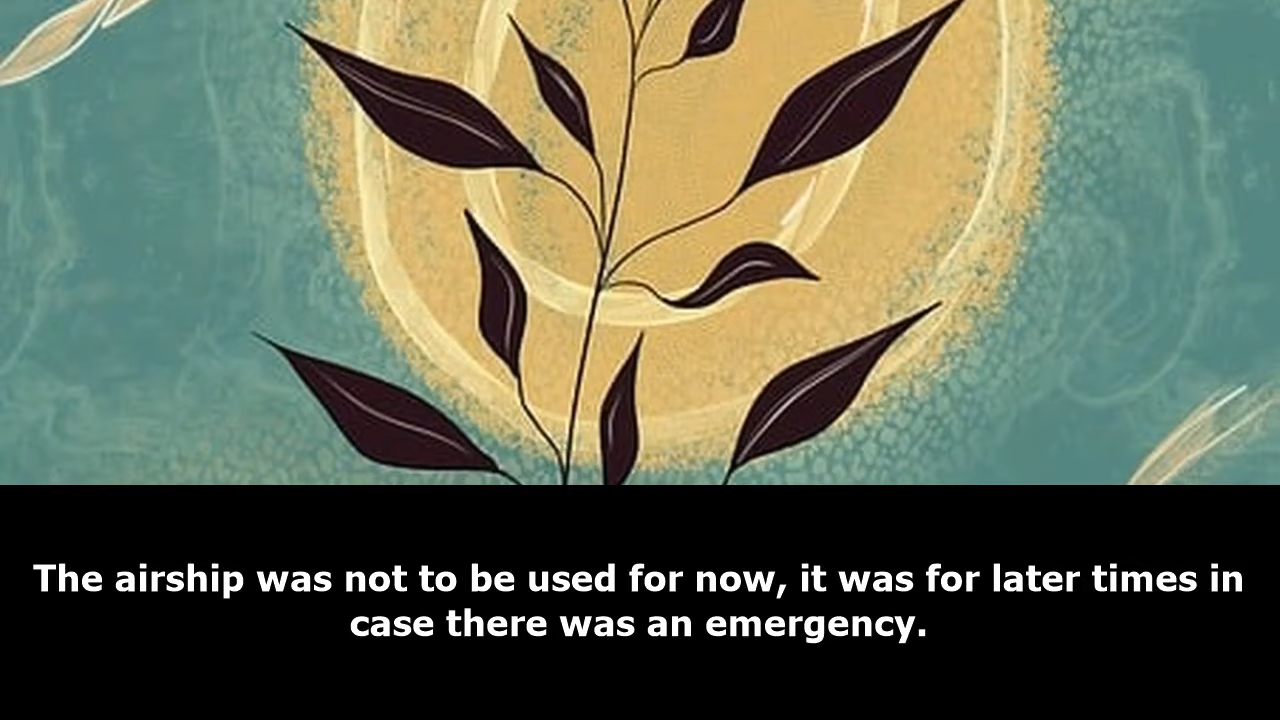 The airship was not to be used for now, it was for later times in
case there was an emergency.